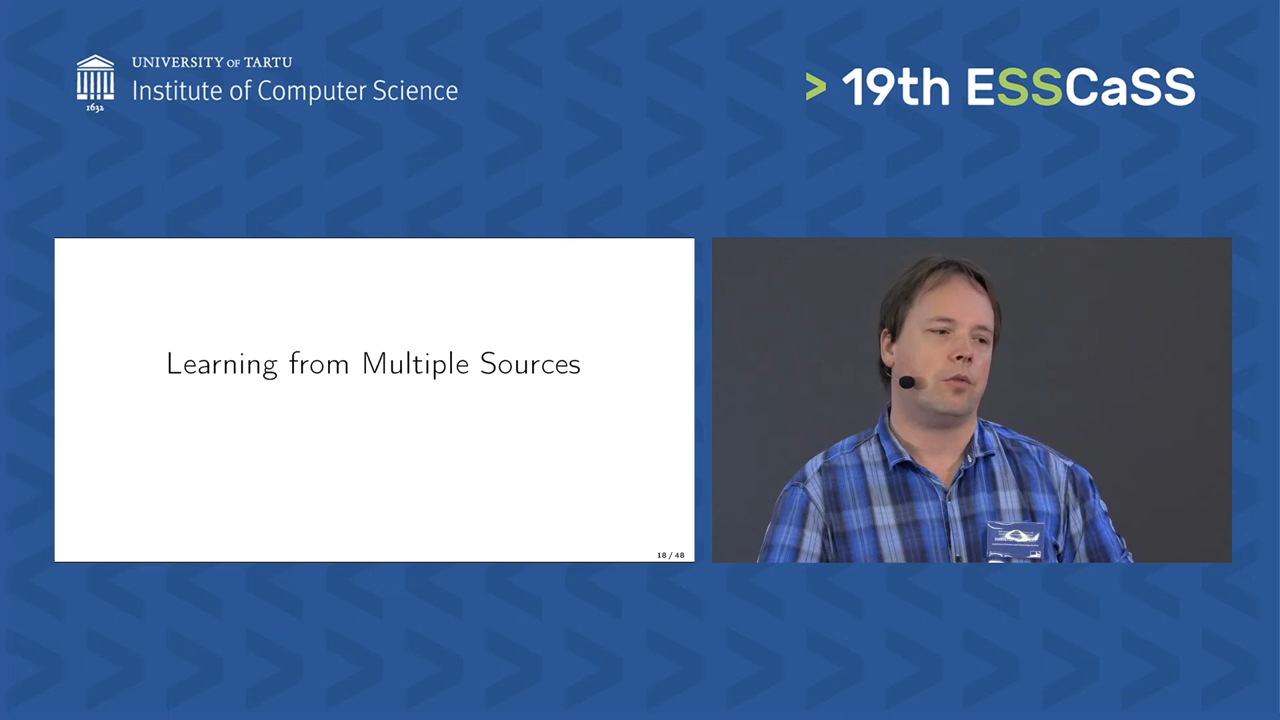 UNIVERSITY OF TARTU
Institute of Computer Science
1632
> 19th ESSCaSS
Learning from Multiple Sources
18 / 48